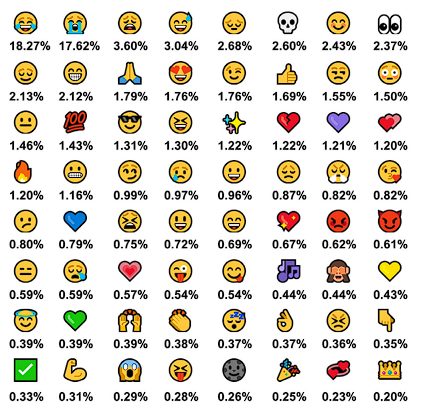 18.27% 17.62% 3.60% 3.04% 2.68% 2.60% 2.43% 2.37%
2.13% 2.12% 1.79% 1.76% 1.76% 1.69% 1.55% 1.50%
100
1.46% 1.43% 1.31% 1.30% 1.22% 1.22% 1.21% 1.20%
1.20% 1.16% 0.99% 0.97% 0.96% 0.87% 0.82% 0.82%
0.80% 0.79% 0.75% 0.72% 0.69% 0.67% 0.62% 0.61%
0.59% 0.59% 0.57% 0.54% 0.54% 0.44% 0.44% 0.43%
0.39% 0.39% 0.39% 0.38% 0.37% 0.37% 0.36% 0.35%
0.33% 0.31% 0.29% 0.28% 0.26% 0.25% 0.23% 0.20%